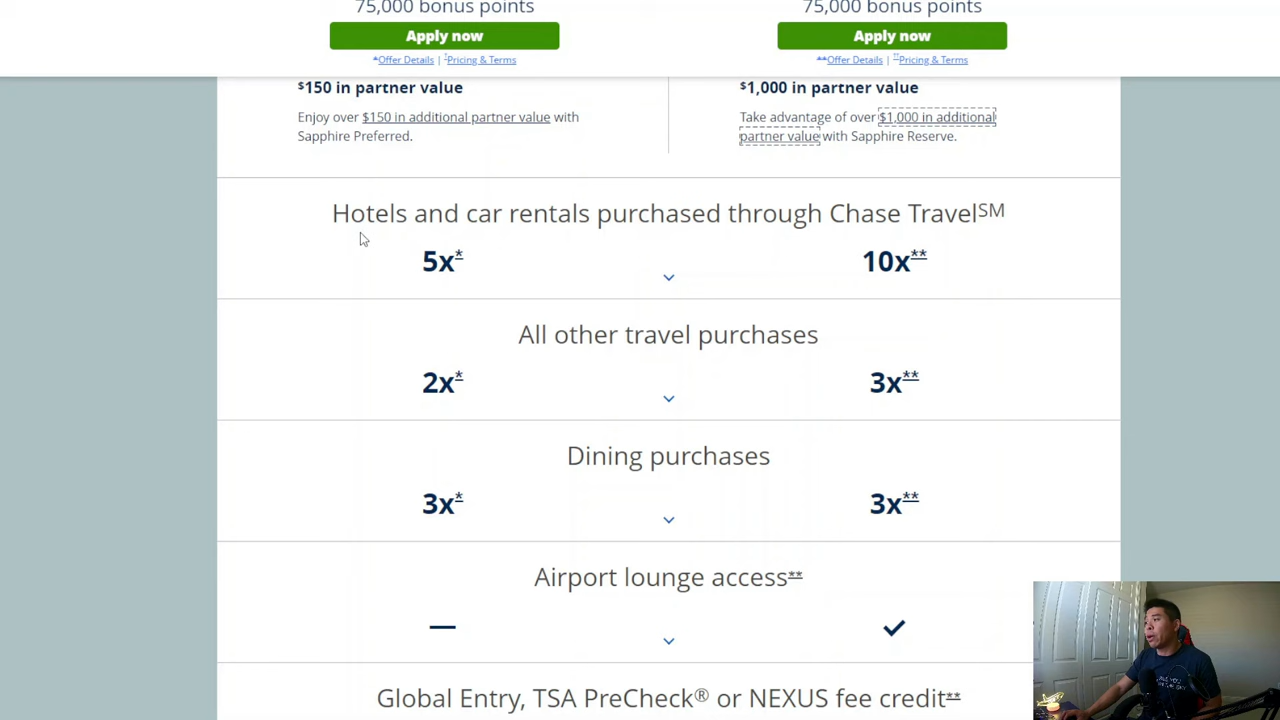 75,000 bonus points
75,000 bonus points
Apply now
Apply now
*Offer Details | †Pricing & Terms
**Offer Details | ††Pricing & Terms
$150 in partner value
Enjoy over $150 in additional partner value with
Sapphire Preferred.
$1,000 in partner value
Take advantage of over $1,000 in additional
partner value with Sapphire Reserve.
Hotels and car rentals purchased through Chase TravelSM
5x*
10x**
All other travel purchases
2x*
3x**
Dining purchases
3x*
3x**
Airport lounge access**
Global Entry, TSA PreCheck® or NEXUS fee credit**